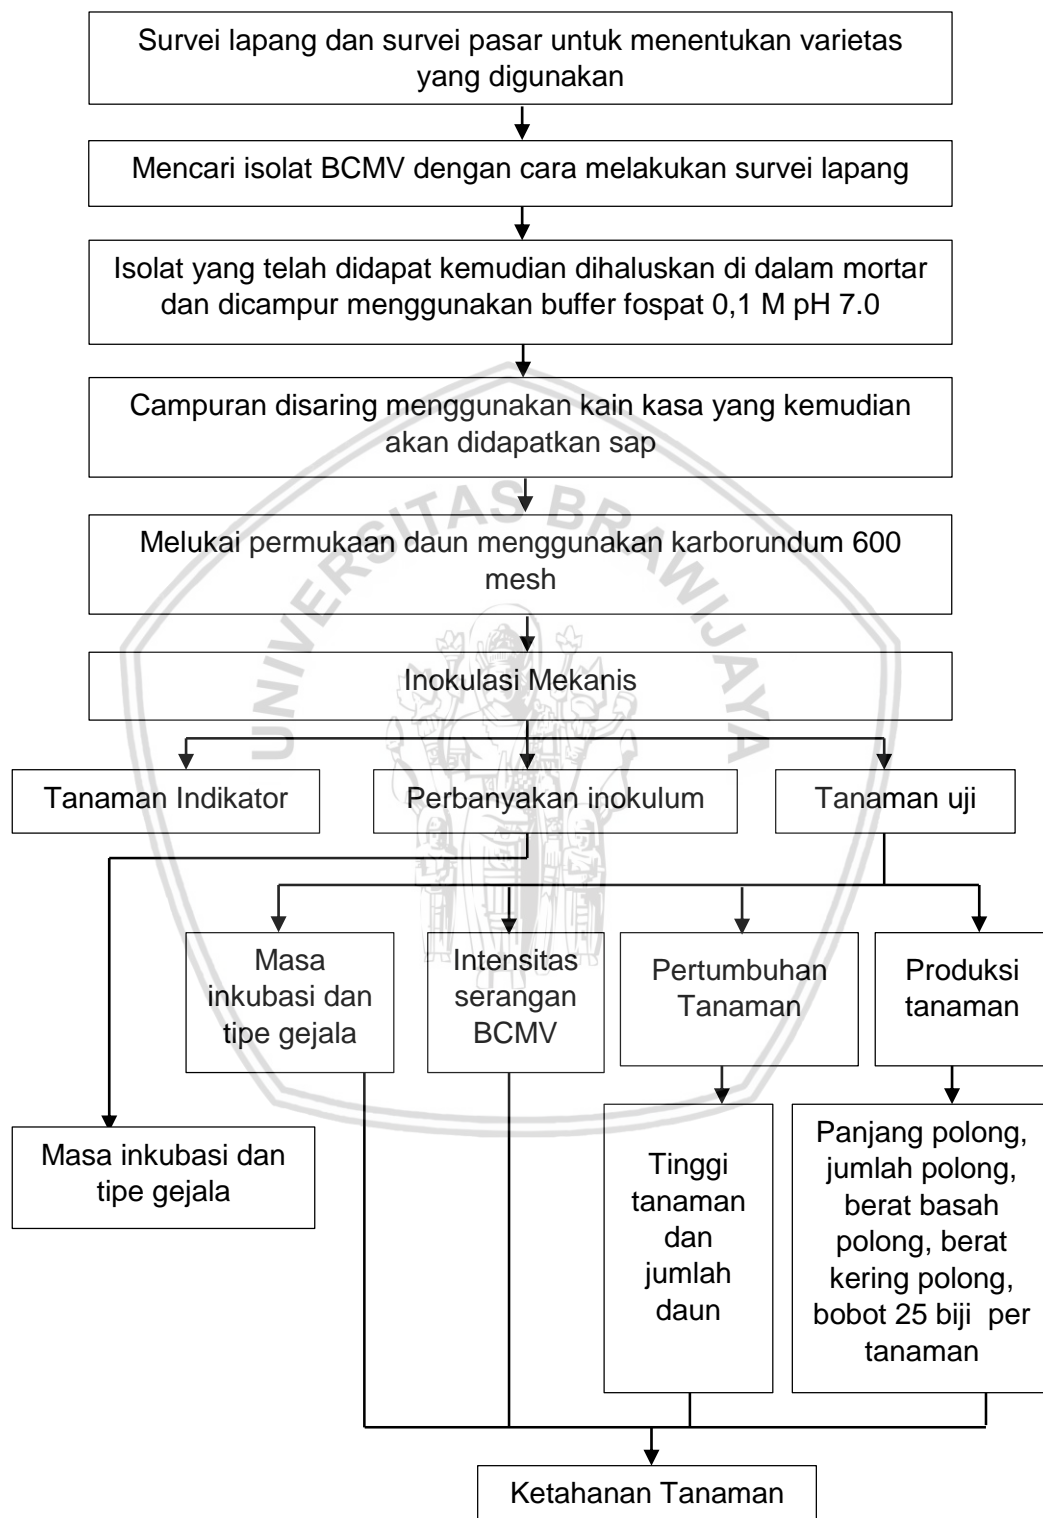 Survei lapang dan survei pasar untuk menentukan varietas
yang digunakan
Mencari isolat BCMV dengan cara melakukan survei lapang
Isolat yang telah didapat kemudian dihaluskan di dalam mortar
dan dicampur menggunakan buffer fospat 0,1 M pH 7.0
Campuran disaring menggunakan kain kasa yang kemudian
akan didapatkan sap
Melukai permukaan daun menggunakan karborundum 600
mesh
Inokulasi Mekanis
UNIVERSITAS BRAWIJAYA
Tanaman Indikator
Perbanyakan inokulum
Tanaman uji
Masa
inkubasi dan
tipe gejala
Intensitas
serangan
BCMV
Pertumbuhan
Tanaman
Produksi
tanaman
Masa inkubasi dan
tipe gejala
Tinggi
tanaman
dan
jumlah
daun
Panjang polong,
jumlah polong,
berat basah
polong, berat
kering polong,
bobot 25 biji  per
tanaman
Ketahanan Tanaman